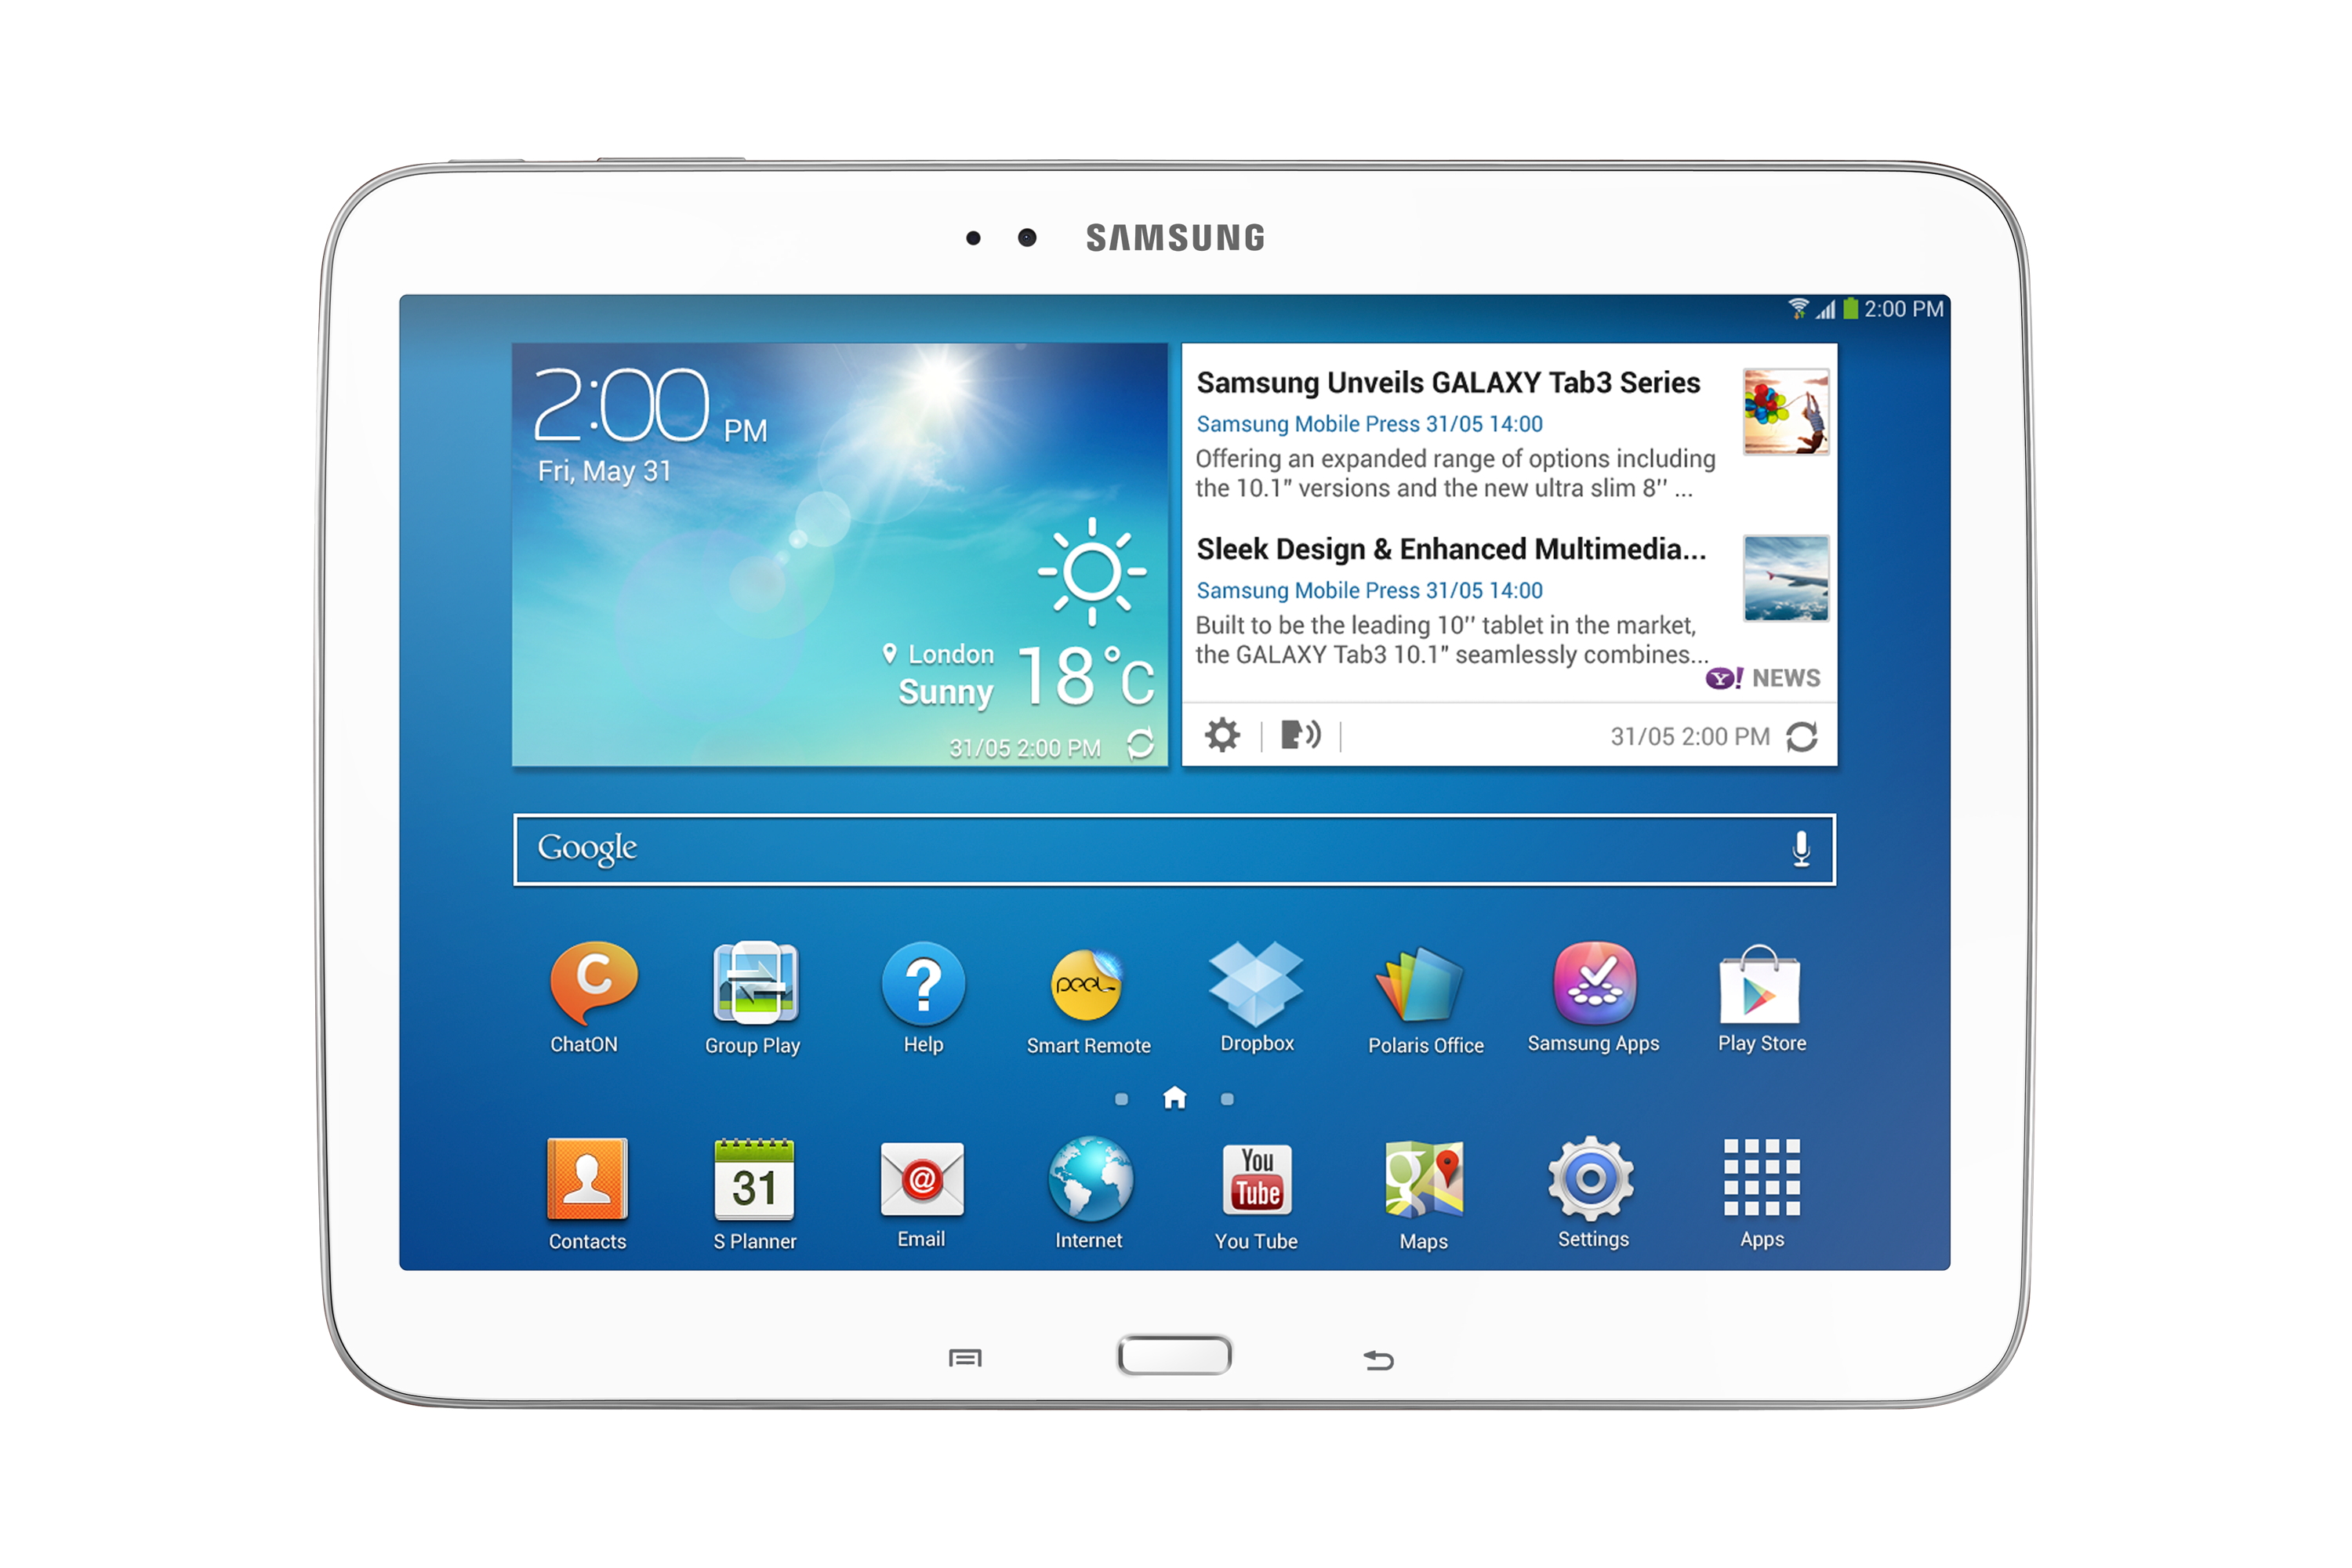 SAMSUNG
2:00 PM
2:00 PM
Fri, May 31
London
Sunny
18°C
31/05 2:00 PM
Samsung Unveils GALAXY Tab3 Series
Samsung Mobile Press 31/05 14:00
Offering an expanded range of options including
the 10.1" versions and the new ultra slim 8'' ...
Sleek Design & Enhanced Multimedia...
Samsung Mobile Press 31/05 14:00
Built to be the leading 10'' tablet in the market,
the GALAXY Tab3 10.1" seamlessly combines...
Y! NEWS
31/05 2:00 PM
Google
C
?
peel
ChatON
Group Play
Help
Smart Remote
Dropbox
Polaris Office
Samsung Apps
Play Store
31
@
You
Tube
g
Contacts
S Planner
Email
Internet
You Tube
Maps
Settings
Apps